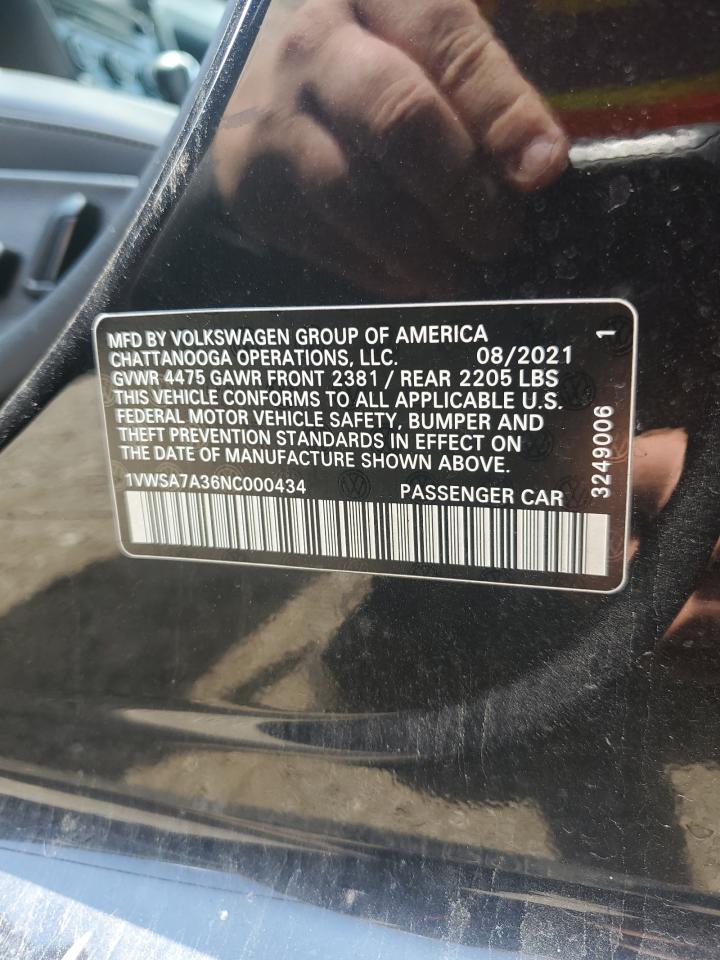 MFD BY VOLKSWAGEN GROUP OF AMERICA
CHATTANOOGA OPERATIONS, LLC. 08/2021
GVWR 4475 GAWR FRONT 2381 / REAR 2205 LBS
THIS VEHICLE CONFORMS TO ALL APPLICABLE U.S.
FEDERAL MOTOR VEHICLE SAFETY, BUMPER AND
THEFT PREVENTION STANDARDS IN EFFECT ON
THE DATE OF MANUFACTURE SHOWN ABOVE.
1VWSA7A36NC000434 PASSENGER CAR
3249006 1